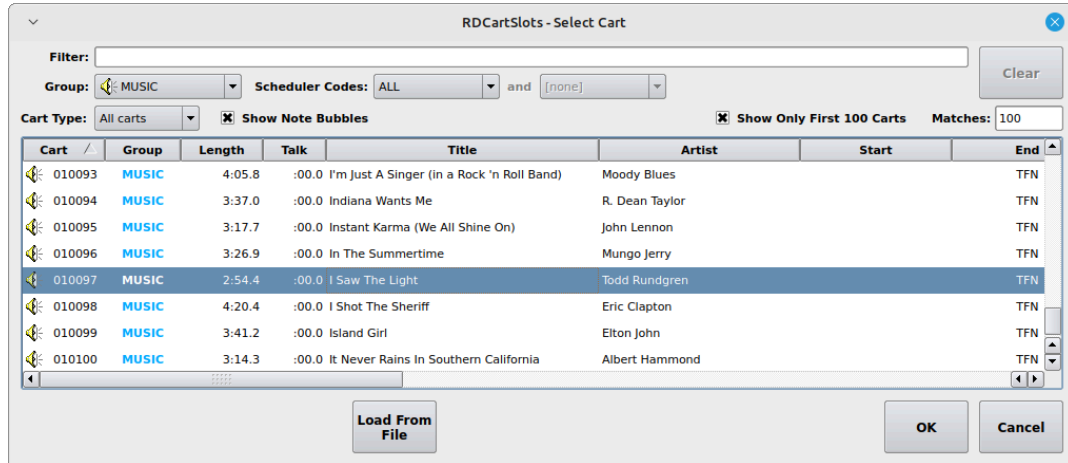 RDCartSlots - Select Cart
Filter:
Clear
Group: MUSIC Scheduler Codes: ALL and [none]
Cart Type: All carts Show Note Bubbles Show Only First 100 Carts Matches: 100
Cart Group Length Talk Title Artist Start End
010093 MUSIC 4:05.8 :00.0 I'm Just A Singer (in a Rock 'n Roll Band) Moody Blues TFN
010094 MUSIC 3:37.0 :00.0 Indiana Wants Me R. Dean Taylor TFN
010095 MUSIC 3:17.7 :00.0 Instant Karma (We All Shine On) John Lennon TFN
010096 MUSIC 3:26.9 :00.0 In The Summertime Mungo Jerry TFN
010097 MUSIC 2:54.4 :00.0 I Saw The Light Todd Rundgren TFN
010098 MUSIC 4:20.4 :00.0 I Shot The Sheriff Eric Clapton TFN
010099 MUSIC 3:41.2 :00.0 Island Girl Elton John TFN
010100 MUSIC 3:14.3 :00.0 It Never Rains In Southern California Albert Hammond TFN
Load From
File
OK
Cancel